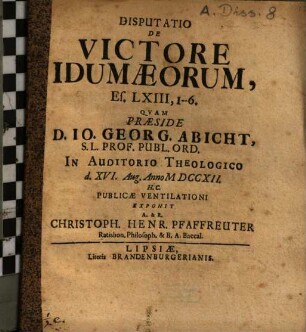 A. Diss. 8
DISPUTATIO
DE
VICTORE
IDUMÆORUM,
Es. LXIII, 1-6.
QUAM
PRÆSIDE
D. IO. GEORG. ABICHT,
S.L. PROF. PUBL. ORD.
IN AUDITORIO THEOLOGICO
d. XVI. Aug. Anno M DCCXII.
H.C.
PUBLICÆ VENTILATIONI
EXPONIT
A. & R.
CHRISTOPH. HENR. PFAFFREUTER
Ratisbon. Philosoph. & B. A. Baccal.
LIPSIÆ,
Literis BRANDENBURGERIANIS.